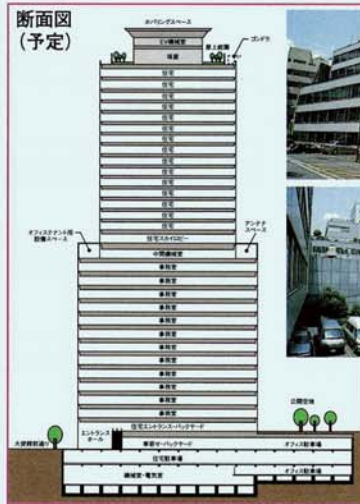 断面図
(予定)
ホバリングスペース
EV機械室
屋上庭園
ゴンドラ
住宅
住宅
住宅
住宅
住宅
住宅
住宅
住宅
住宅
住宅
住宅
住宅
住宅
住宅スカイロビー
オフィステナント用
設備スペース
アンテナ
スペース
中間機械室
事務室
事務室
事務室
事務室
事務室
事務室
事務室
事務室
事務室
事務室
事務室
事務室
住宅エントランス・バックヤード
公開空地
エントランス
ホール
車寄せ・バックヤード
オフィス駐車場
住宅駐車場
機械室・電気室
オフィス駐車場